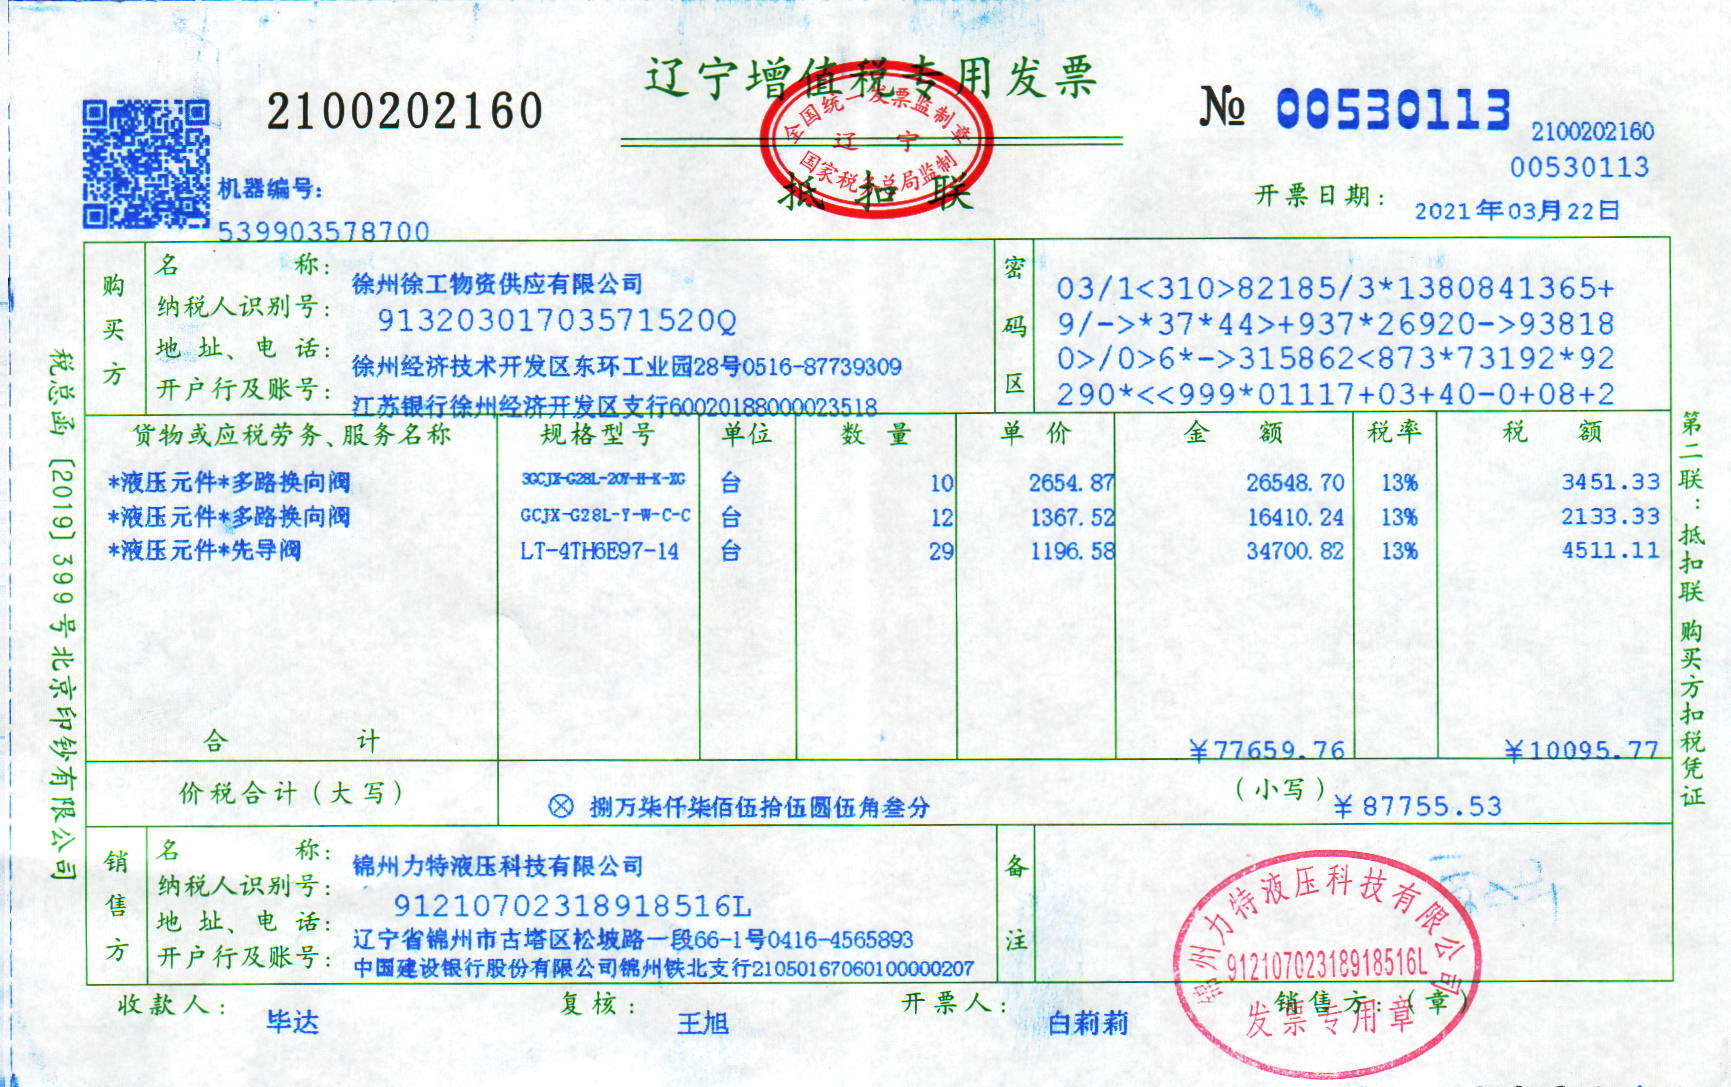 辽宁增值税专用发票
2100202160
№ 00530113
2100202160
00530113
全国统一发票监制章
辽宁
国家税务总局监制
抵扣联
机器编号:
539903578700
开票日期: 2021年03月22日
购买方
名称: 徐州徐工物资供应有限公司
纳税人识别号: 91320301703571520Q
地址、电话: 徐州经济技术开发区东环工业园28号0516-87739309
开户行及账号: 江苏银行徐州经济开发区支行60020188000023518
密码区
03/1<310>82185/3*1380841365+
9/->*37*44>+937*26920->93818
0>/0>6*->315862<873*73192*92
290*<<999*01117+03+40-0+08+2
货物或应税劳务、服务名称 规格型号 单位 数量 单价 金额 税率 税额
*液压元件*多路换向阀 3GCJX-G28L-20Y-H-K-XG 台 10 2654.87 26548.70 13% 3451.33
*液压元件*多路换向阀 GCJX-G28L-Y-W-C-C 台 12 1367.52 16410.24 13% 2133.33
*液压元件*先导阀 LT-4TH6E97-14 台 29 1196.58 34700.82 13% 4511.11
合计 ¥77659.76 ¥10095.77
价税合计(大写) ⊗ 捌万柒仟柒佰伍拾伍圆伍角叁分 (小写) ¥87755.53
销售方
名称: 锦州力特液压科技有限公司
纳税人识别号: 91210702318918516L
地址、电话: 辽宁省锦州市古塔区松坡路一段66-1号0416-4565893
开户行及账号: 中国建设银行股份有限公司锦州铁北支行21050167060100000207
备注
锦州力特液压科技有限公司
91210702318918516L
发票专用章
收款人: 毕达 复核: 王旭 开票人: 白莉莉 销售方:(章)
税总函[2019]399号北京印钞有限公司
第二联:抵扣联 购买方扣税凭证